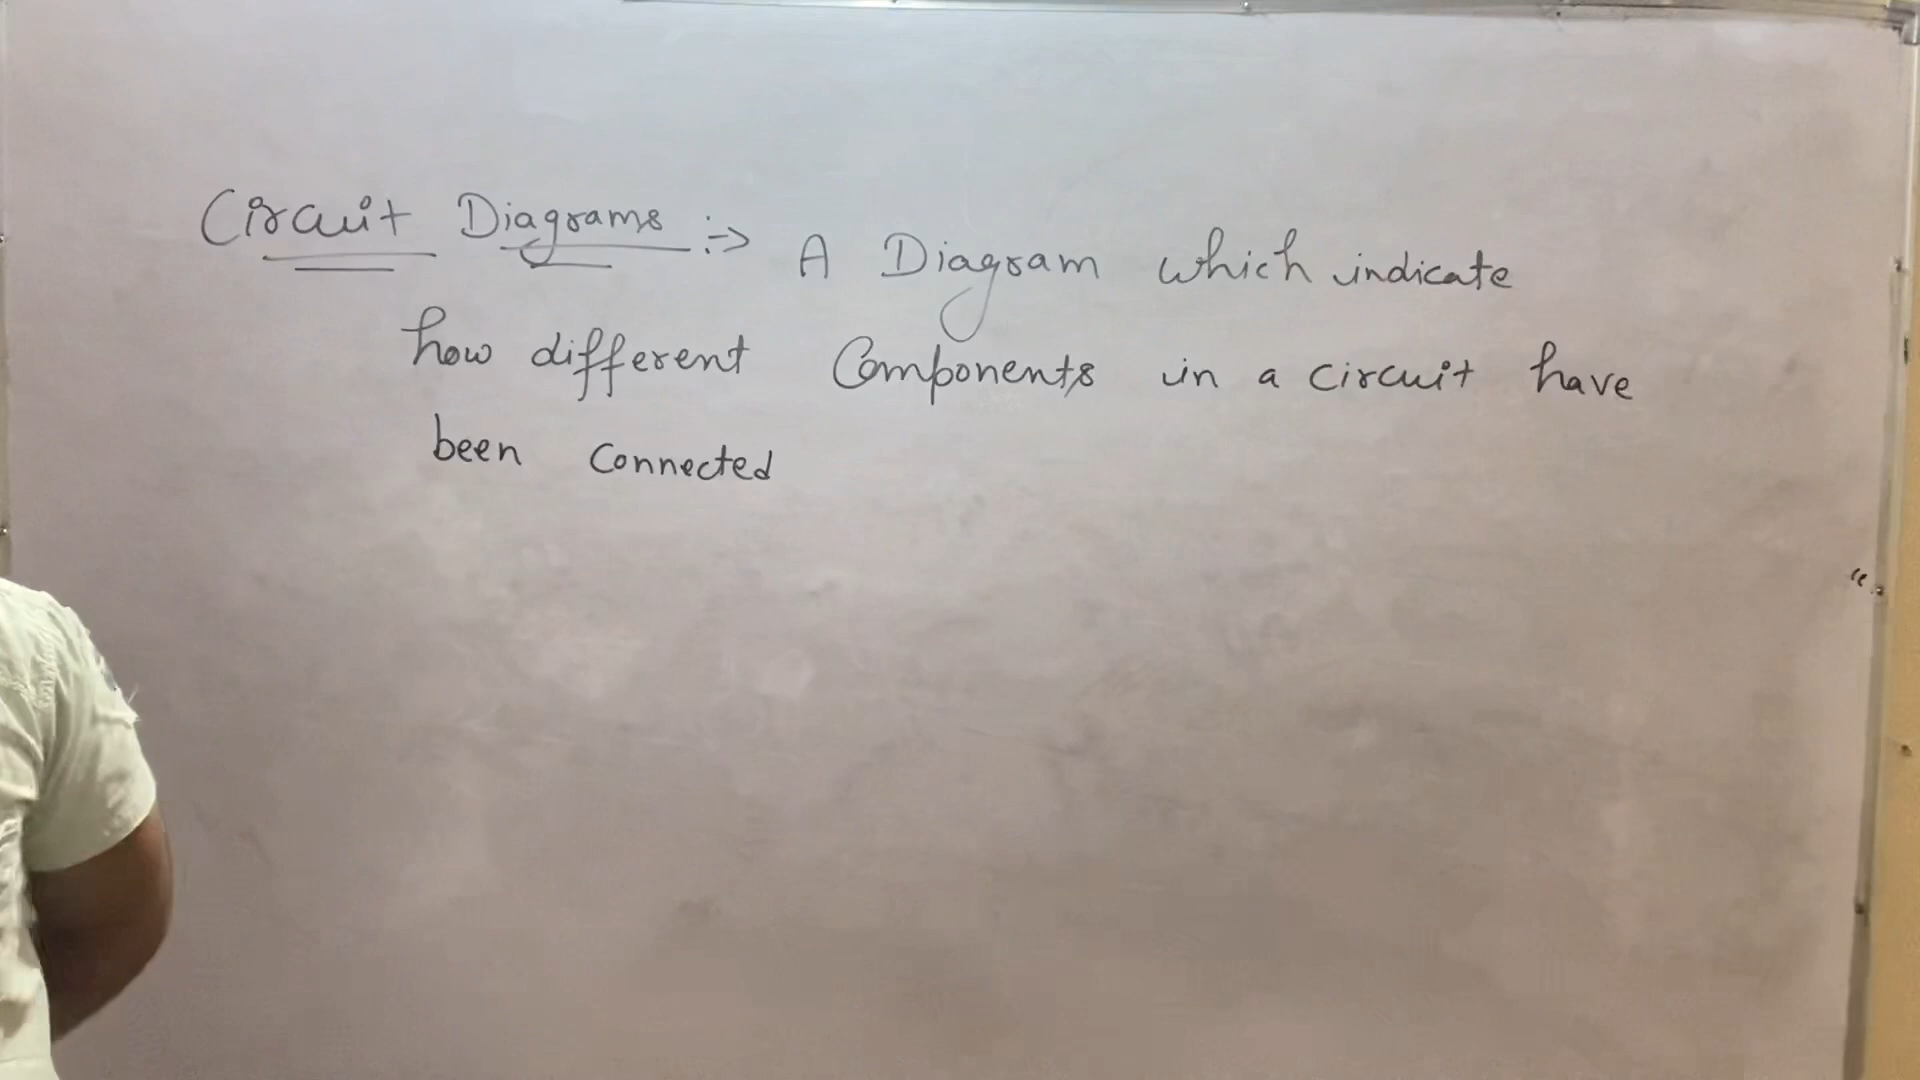 Circuit Diagrams :-> A Diagram which indicate
how different Components in a circuit have
been connected